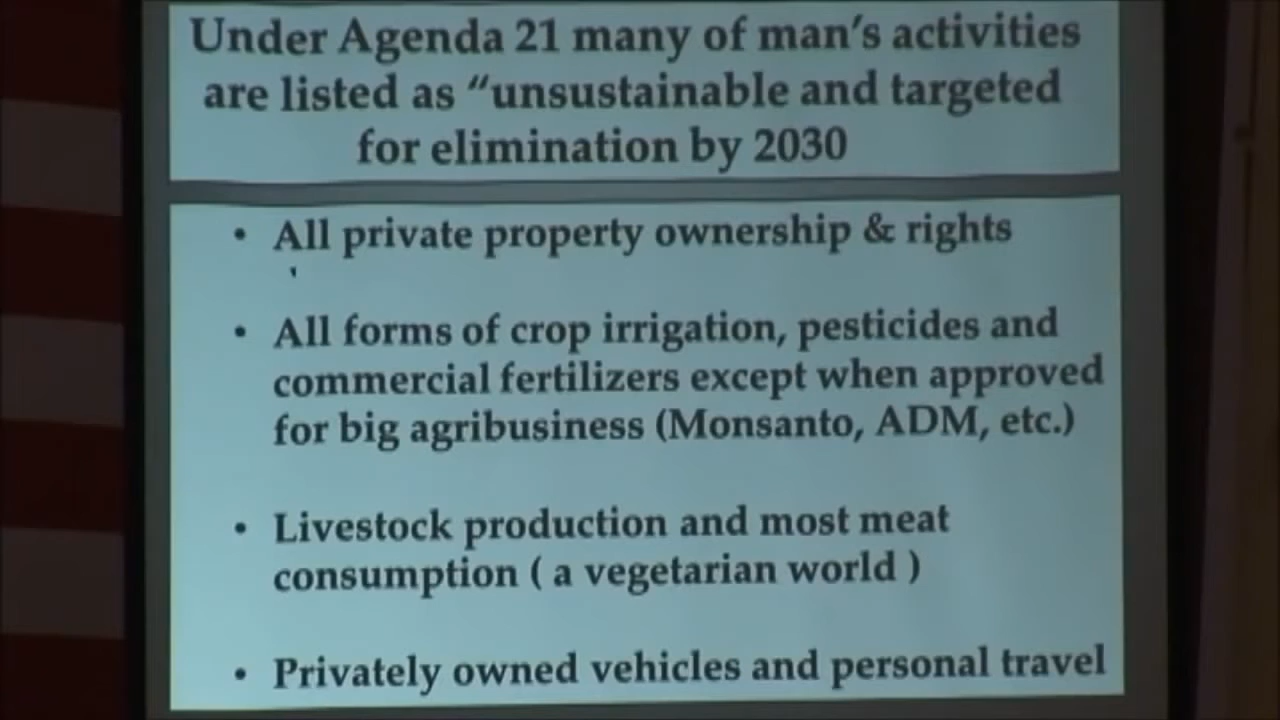 Under Agenda 21 many of man's activities
are listed as “unsustainable and targeted
for elimination by 2030
• All private property ownership & rights
• All forms of crop irrigation, pesticides and
commercial fertilizers except when approved
for big agribusiness (Monsanto, ADM, etc.)
• Livestock production and most meat
consumption ( a vegetarian world )
• Privately owned vehicles and personal travel